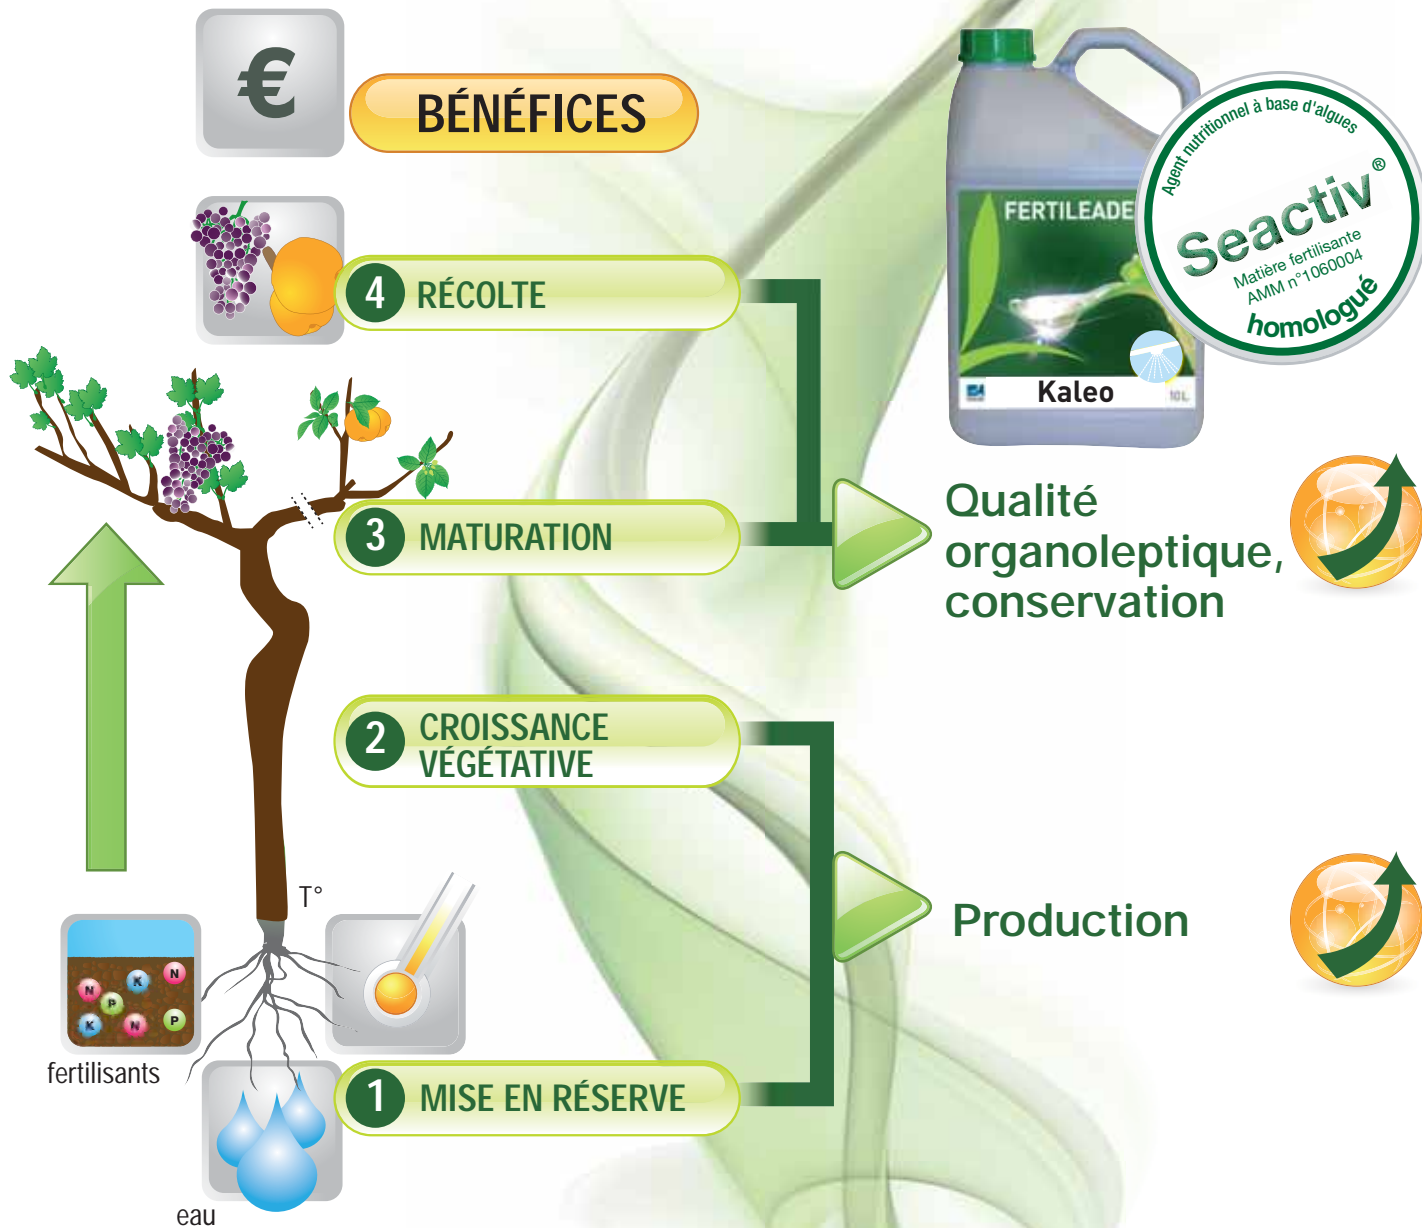 €
BÉNÉFICES
4 RÉCOLTE
3 MATURATION
2 CROISSANCE
VÉGÉTATIVE
1 MISE EN RÉSERVE
T°
N
K
N
P
K
N
P
fertilisants
eau
FERTILEADE
Kaleo
10 L
Agent nutritionnel à base d'algues
Seactiv®
Matière fertilisante
AMM n°1060004
homologué
Qualité
organoleptique,
conservation
Production